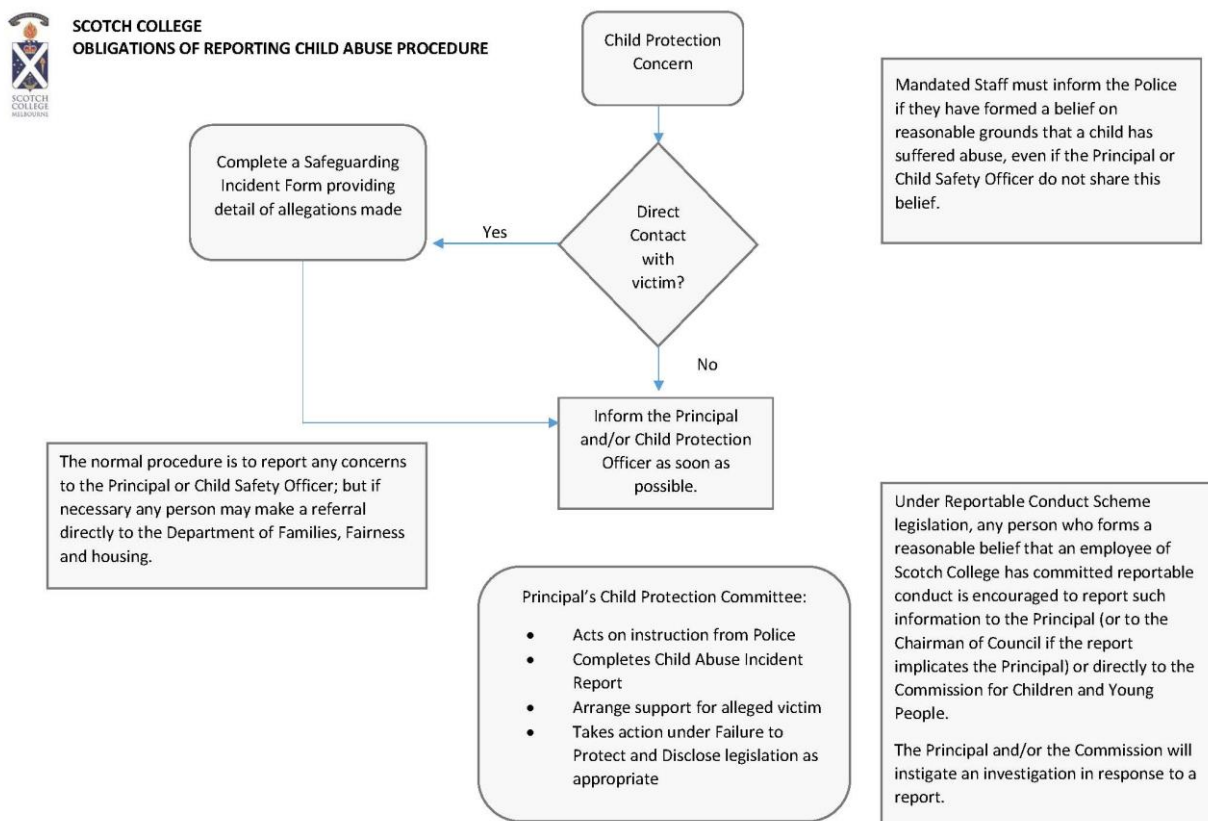 SCOTCH COLLEGE
OBLIGATIONS OF REPORTING CHILD ABUSE PROCEDURE
SCOTCH
COLLEGE
MELBOURNE
Child Protection
Concern
Mandated Staff must inform the Police
if they have formed a belief on
reasonable grounds that a child has
suffered abuse, even if the Principal or
Child Safety Officer do not share this
belief.
Complete a Safeguarding
Incident Form providing
detail of allegations made
Yes
Direct
Contact
with
victim?
No
Inform the Principal
and/or Child Protection
Officer as soon as
possible.
The normal procedure is to report any concerns
to the Principal or Child Safety Officer; but if
necessary any person may make a referral
directly to the Department of Families, Fairness
and housing.
Under Reportable Conduct Scheme
legislation, any person who forms a
reasonable belief that an employee of
Scotch College has committed reportable
conduct is encouraged to report such
information to the Principal (or to the
Chairman of Council if the report
implicates the Principal) or directly to the
Commission for Children and Young
People.
The Principal and/or the Commission will
instigate an investigation in response to a
report.
Principal’s Child Protection Committee:
• Acts on instruction from Police
• Completes Child Abuse Incident
Report
• Arrange support for alleged victim
• Takes action under Failure to
Protect and Disclose legislation as
appropriate